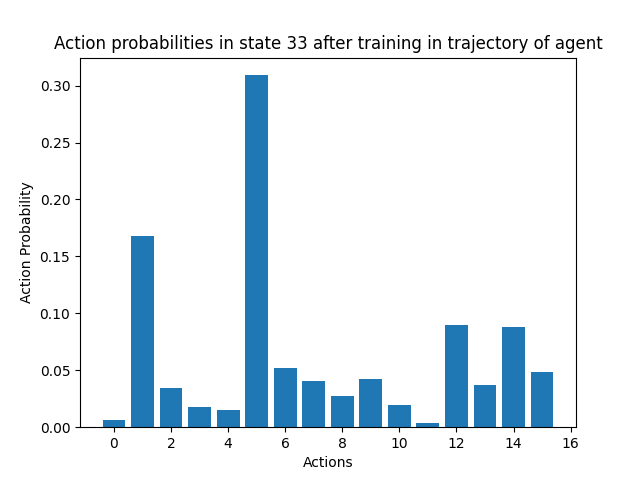 Action probabilities in state 33 after training in trajectory of agent
0.30
0.25
0.20
0.15
0.10
0.05
0.00
Action Probability
0 2 4 6 8 10 12 14 16
Actions